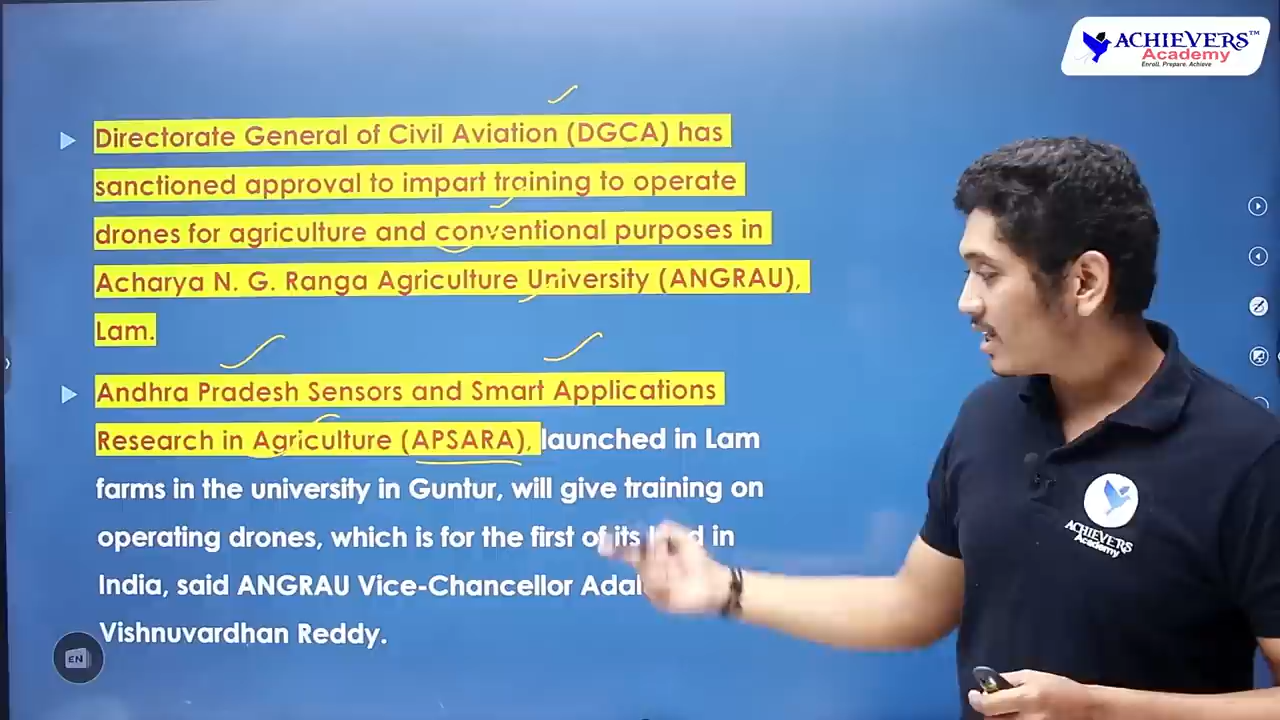 ACHIEVERS™
Academy
Enroll. Prepare. Achieve
Directorate General of Civil Aviation (DGCA) has
sanctioned approval to impart training to operate
drones for agriculture and conventional purposes in
Acharya N. G. Ranga Agriculture University (ANGRAU),
Lam.
Andhra Pradesh Sensors and Smart Applications
Research in Agriculture (APSARA), launched in Lam
farms in the university in Guntur, will give training on
operating drones, which is for the first of its in
India, said ANGRAU Vice-Chancellor
Vishnuvardhan Reddy.
EN
ACHIEVERS
Academy